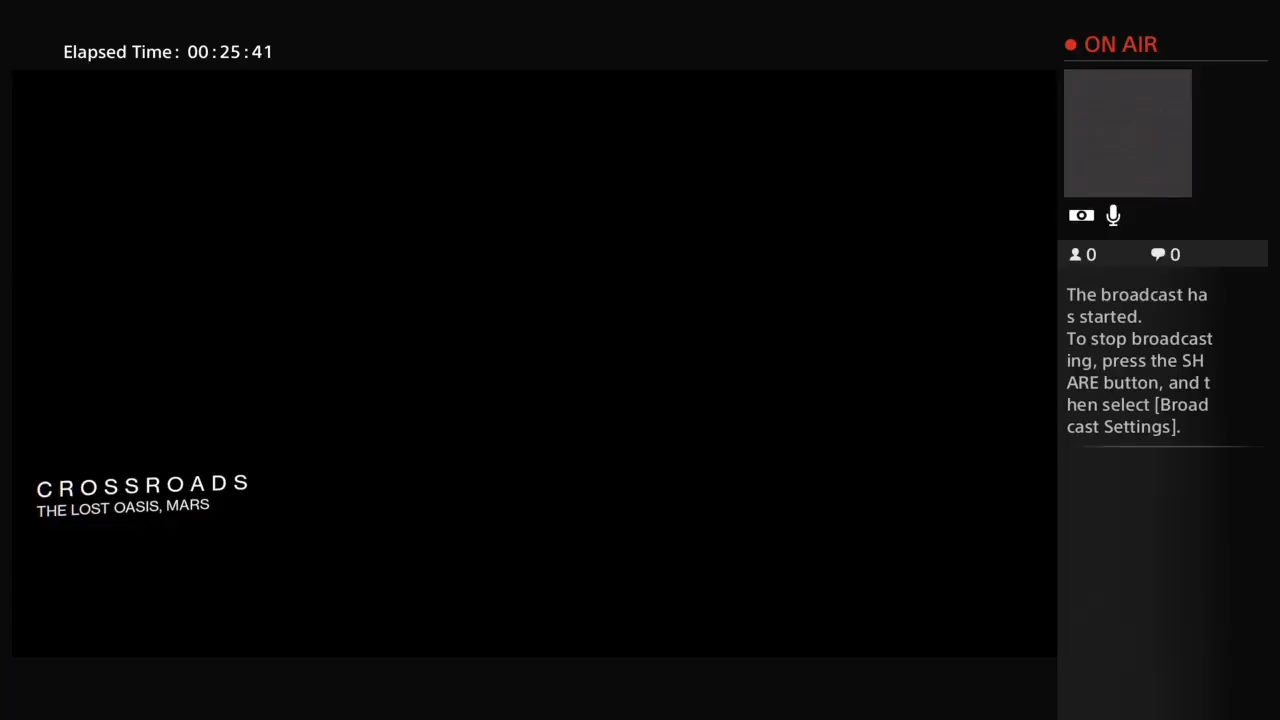 Elapsed Time: 00:25:41
ON AIR
0
0
The broadcast ha
s started.
To stop broadcast
ing, press the SH
ARE button, and t
hen select [Broad
cast Settings].
CROSSROADS
THE LOST OASIS, MARS